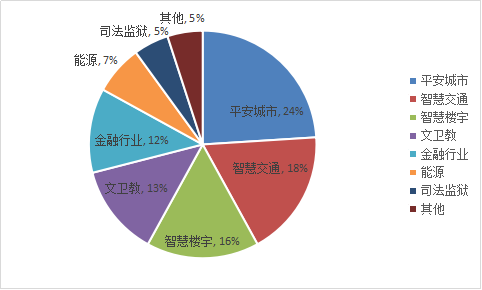 其他, 5%
司法监狱, 5%
能源, 7%
平安城市, 24%
金融行业, 12%
智慧交通, 18%
文卫教, 13%
智慧楼宇, 16%
平安城市
智慧交通
智慧楼宇
文卫教
金融行业
能源
司法监狱
其他